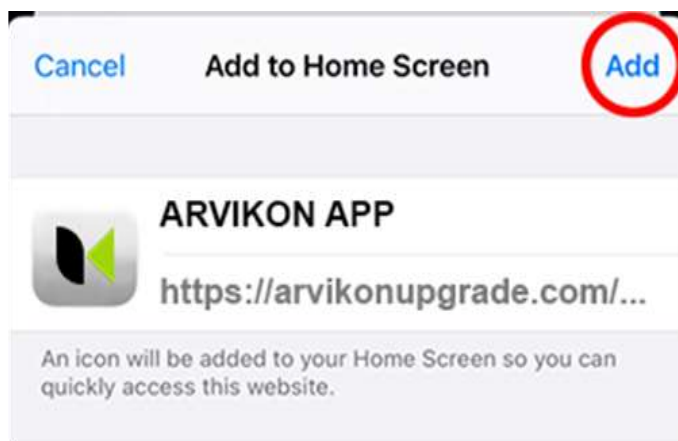 Cancel Add to Home Screen Add
ARVIKON APP
https://arvikonupgrade.com/...
An icon will be added to your Home Screen so you can
quickly access this website.